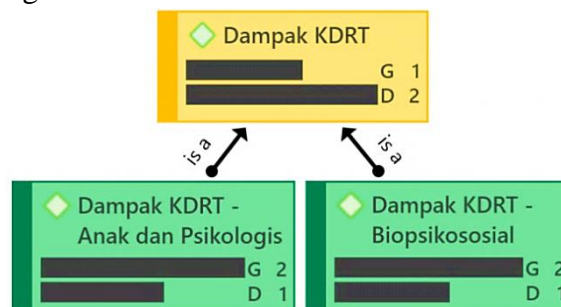 Dampak KDRT
G 1
D 2
is a
is a
Dampak KDRT -
Anak dan Psikologis
G 2
D 1
Dampak KDRT -
Biopsikososial
G 2
D 1